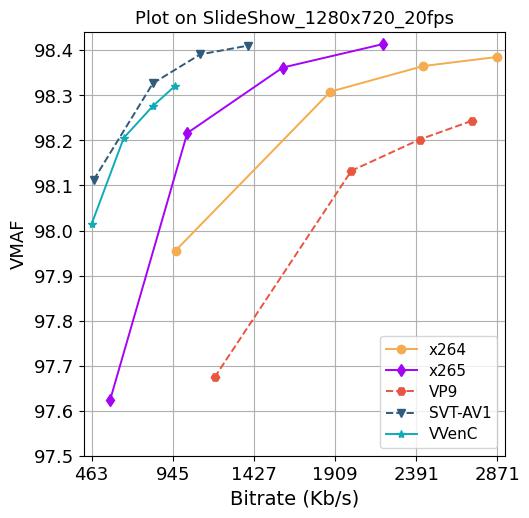 Plot on SlideShow_1280x720_20fps
98.4
98.3
98.2
98.1
98.0
97.9
97.8
97.7
97.6
97.5
VMAF
x264
x265
VP9
SVT-AV1
VVenC
463 945 1427 1909 2391 2871
Bitrate (Kb/s)